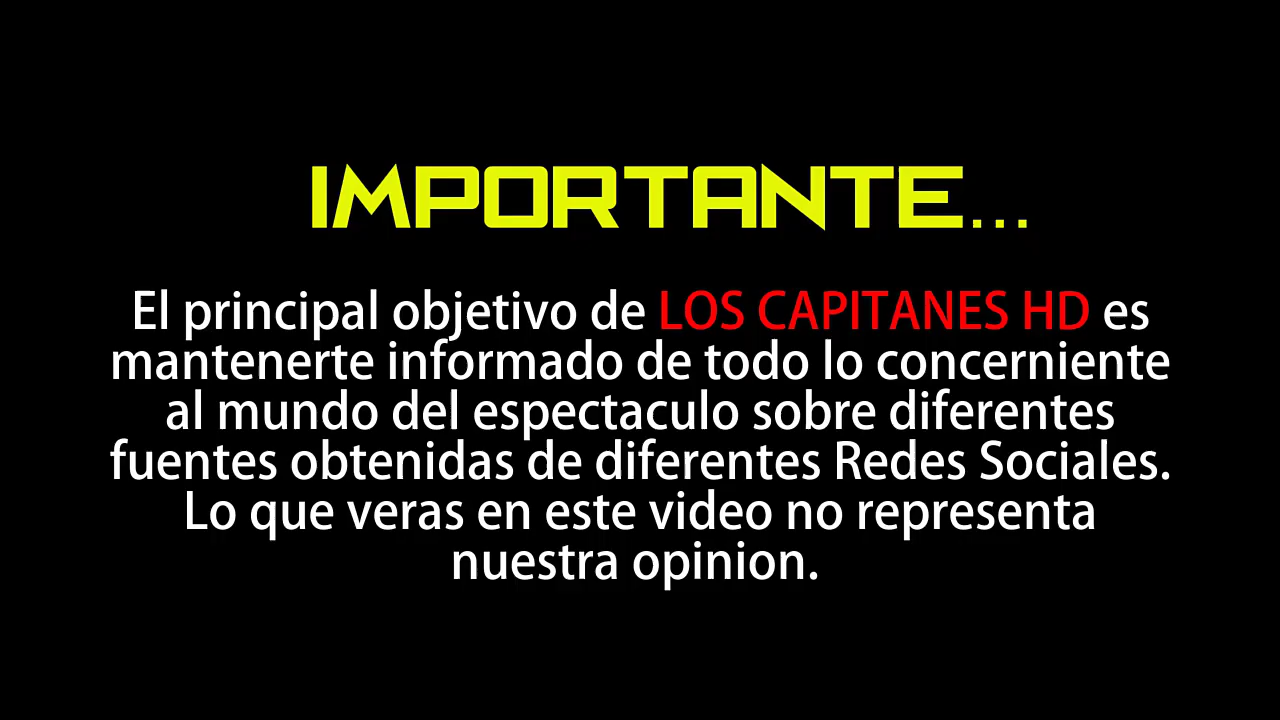 IMPORTANTE...
El principal objetivo de LOS CAPITANES HD es
mantenerte informado de todo lo concerniente
al mundo del espectaculo sobre diferentes
fuentes obtenidas de diferentes Redes Sociales.
Lo que veras en este video no representa
nuestra opinion.